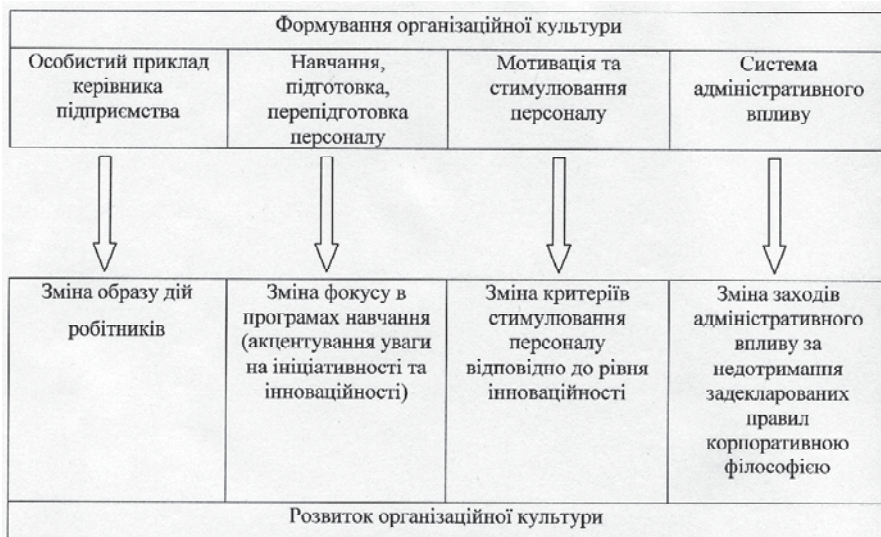 Формування організаційної культури
Особистий приклад
керівника
підприємства
Навчання,
підготовка,
перепідготовка
персоналу
Мотивація та
стимулювання
персоналу
Система
адміністративного
впливу
Зміна образу дій
робітників
Зміна фокусу в
програмах навчання
(акцентування уваги
на ініціативності та
інноваційності)
Зміна критеріїв
стимулювання
персоналу
відповідно до рівня
інноваційності
Зміна заходів
адміністративного
впливу за
недотримання
задекларованих
правил
корпоративною
філософією
Розвиток організаційної культури